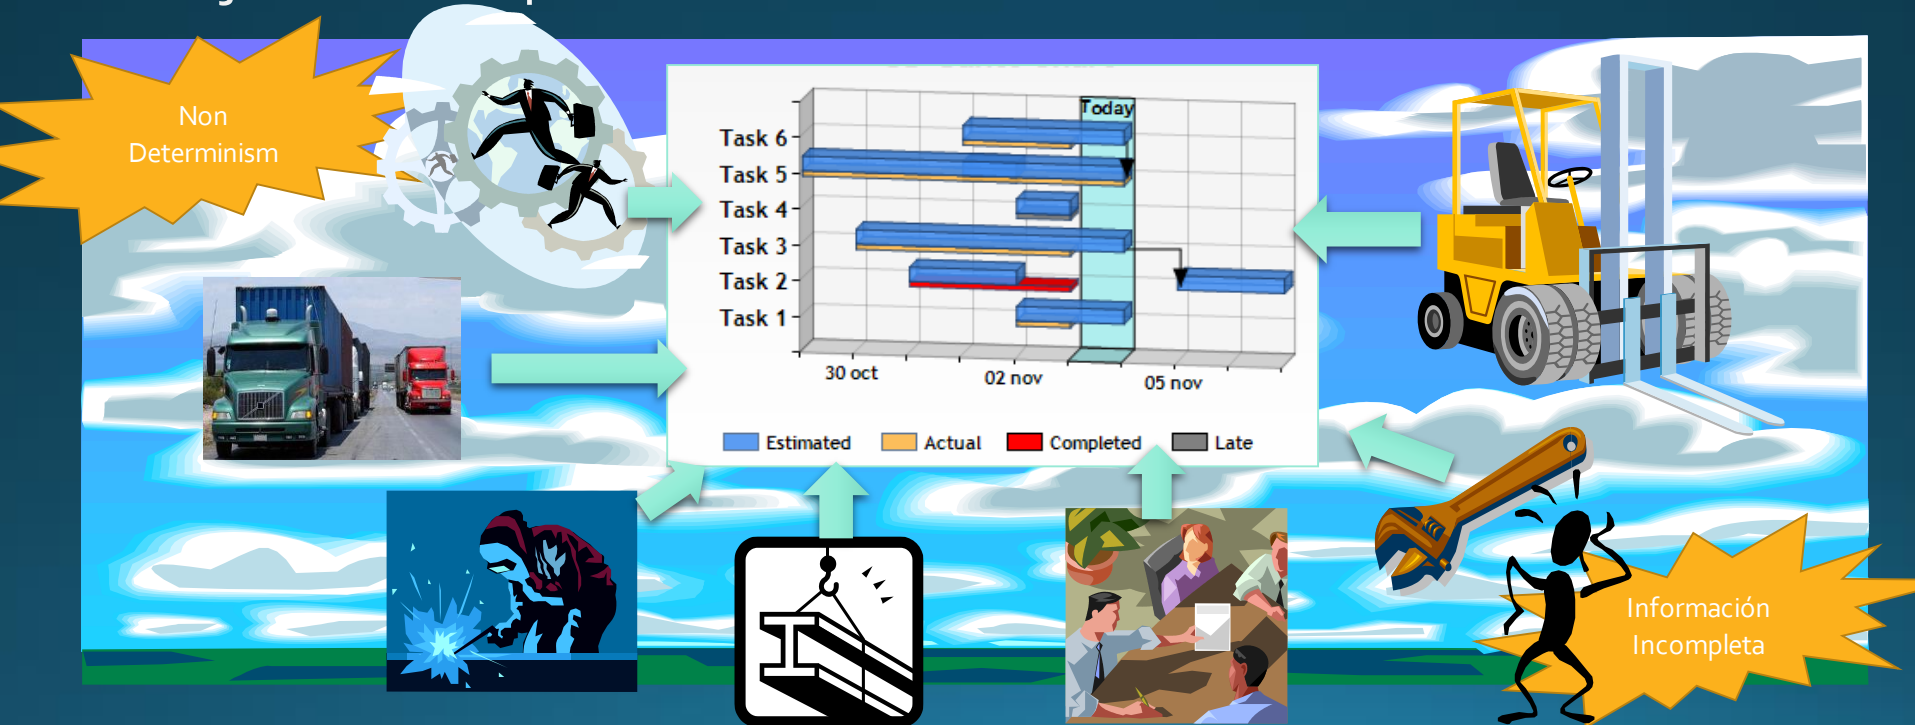 Non
Determinism
Today
Task 6
Task 5
Task 4
Task 3
Task 2
Task 1
30 oct
02 nov
05 nov
Estimated
Actual
Completed
Late
Información
Incompleta